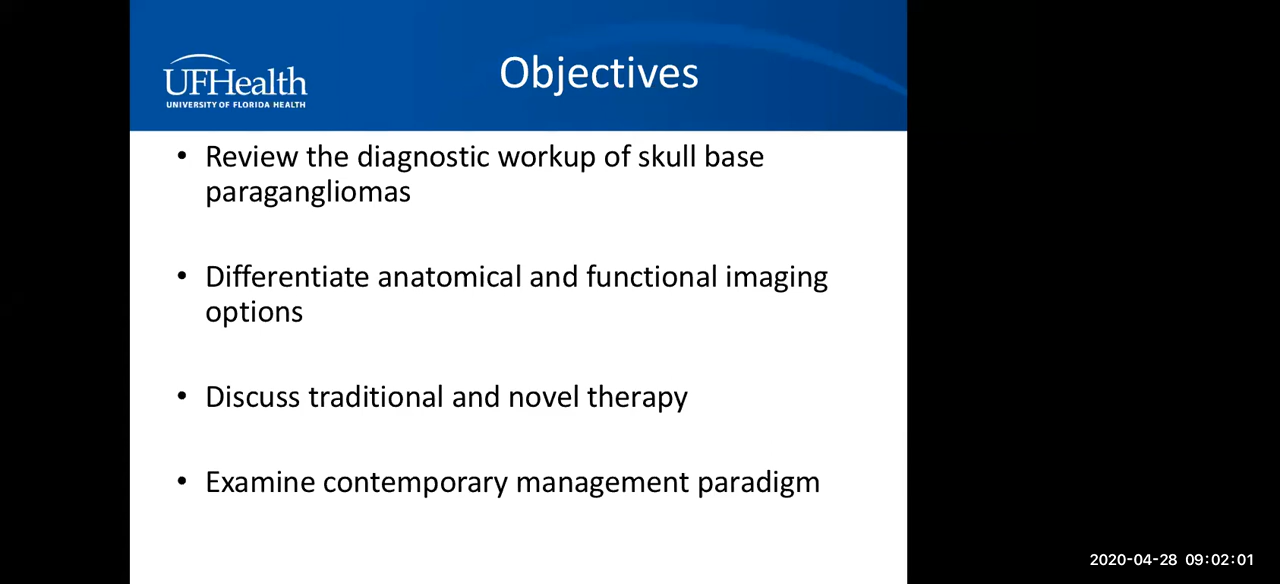 UFHealth
UNIVERSITY OF FLORIDA HEALTH
Objectives
• Review the diagnostic workup of skull base
paragangliomas
• Differentiate anatomical and functional imaging
options
• Discuss traditional and novel therapy
• Examine contemporary management paradigm
2020-04-28 09:02:01